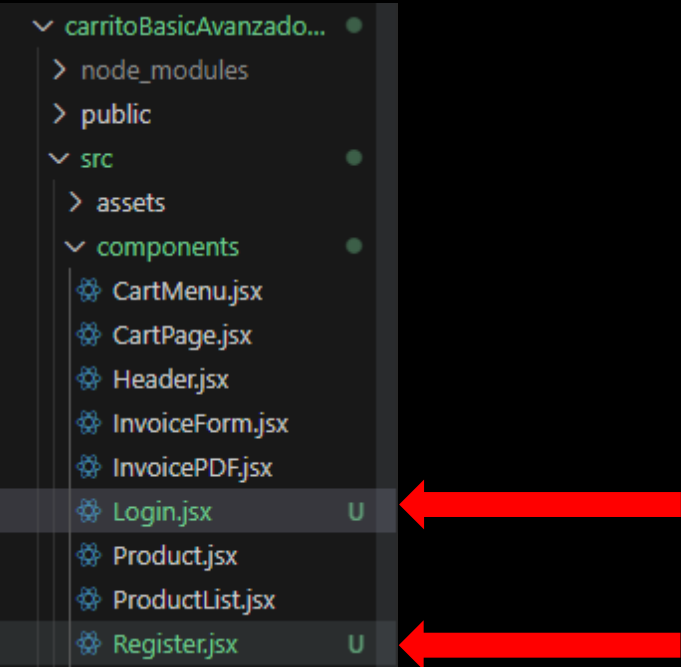 carritoBasicAvanzado...
node_modules
public
src
assets
components
CartMenu.jsx
CartPage.jsx
Header.jsx
InvoiceForm.jsx
InvoicePDF.jsx
Login.jsx U
Product.jsx
ProductList.jsx
Register.jsx U